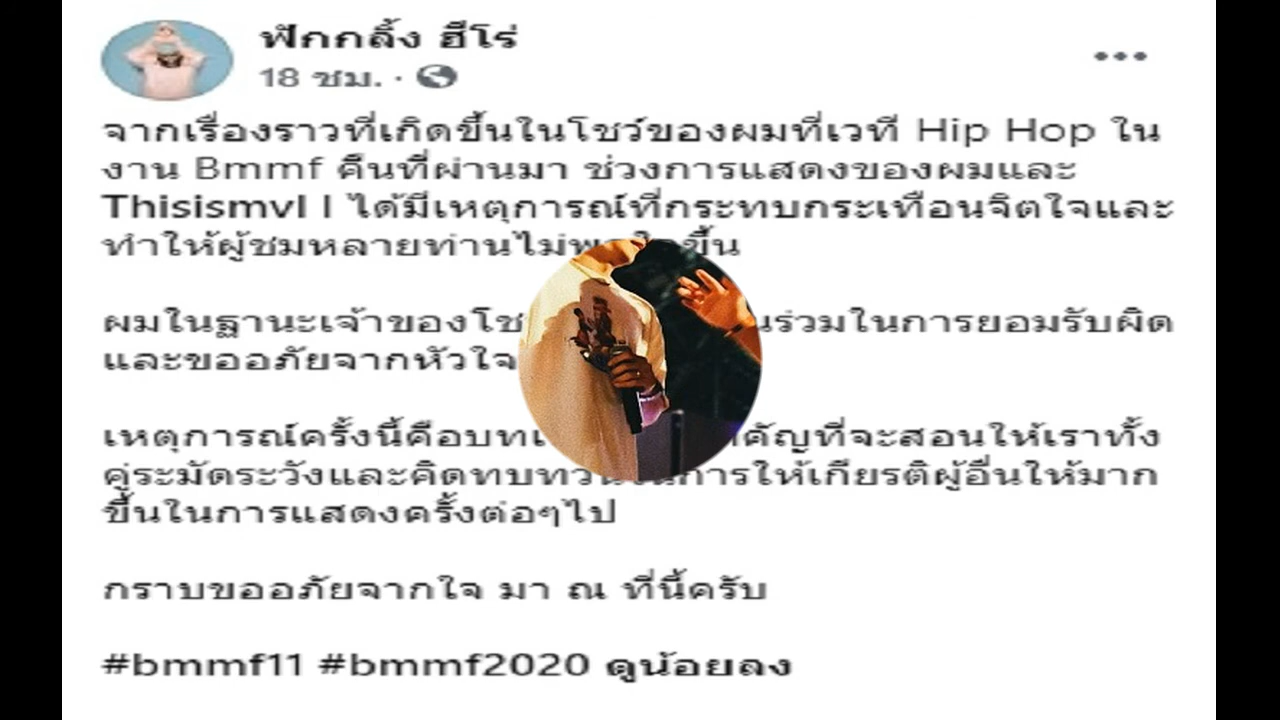 ฟักกลิ้ง ฮีโร่
18 ชม. ·
จากเรื่องราวที่เกิดขึ้นในโชว์ของผมที่เวที Hip Hop ใน
งาน Bmmf คืนที่ผ่านมา ช่วงการแสดงของผมและ
Thisismvl l ได้มีเหตุการณ์ที่กระทบกระเทือนจิตใจและ
ทำให้ผู้ชมหลายท่านไม่ ขึ้น
ผมในฐานะเจ้าของโช ร่วมในการยอมรับผิด
และขออภัยจากหัวใจ
เหตุการณ์ครั้งนี้คือบท ที่จะสอนให้เราทั้ง
คู่ระมัดระวังและคิดทบทว การให้เกียรติผู้อื่นให้มาก
ขึ้นในการแสดงครั้งต่อๆไป
กราบขออภัยจากใจ มา ณ ที่นี้ครับ
#bmmf11 #bmmf2020 ดูน้อยลง